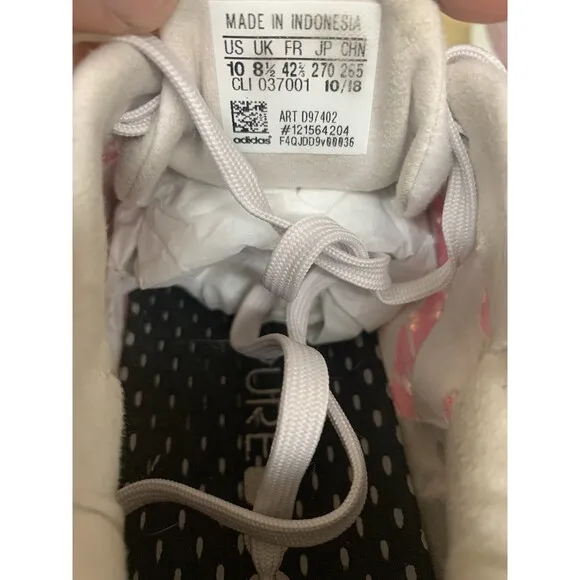 MADE IN INDONESIA
US UK FR JP CHN
10 8½ 42⅔ 270 265
CLI 037001 10/18
ART D97402
#121564204
adidas F4QJDD9v00036
URE